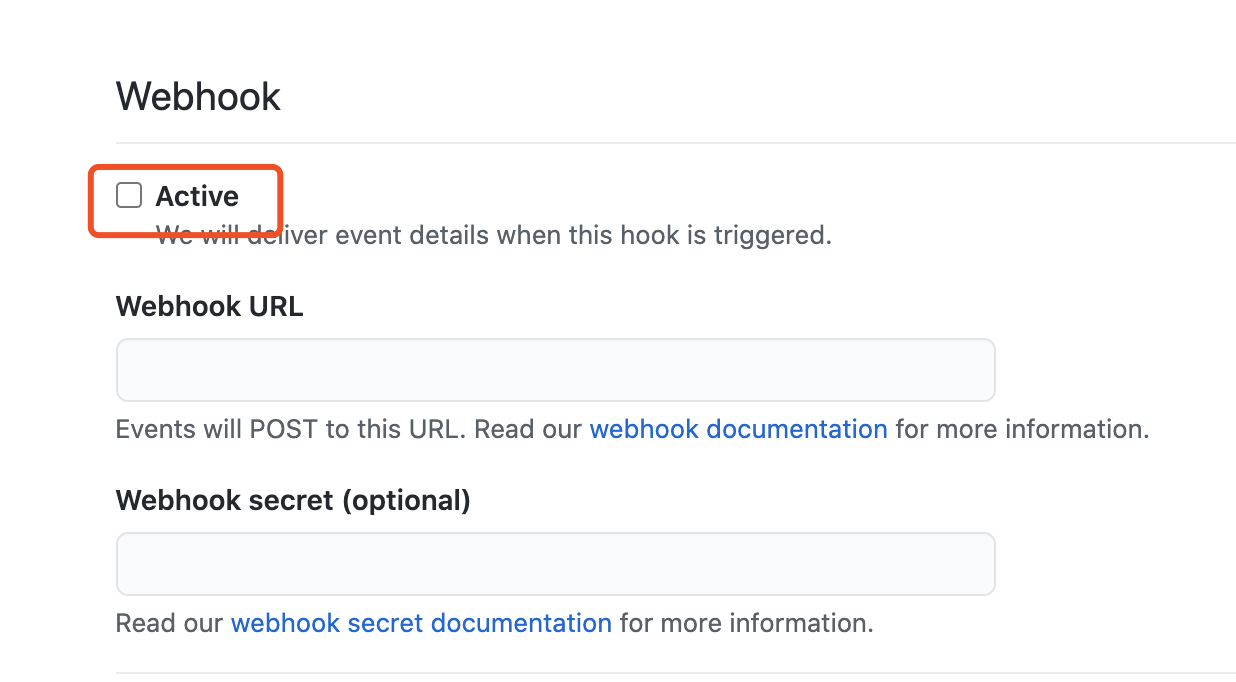 Webhook
Active
We will deliver event details when this hook is triggered.
Webhook URL
Events will POST to this URL. Read our webhook documentation for more information.
Webhook secret (optional)
Read our webhook secret documentation for more information.